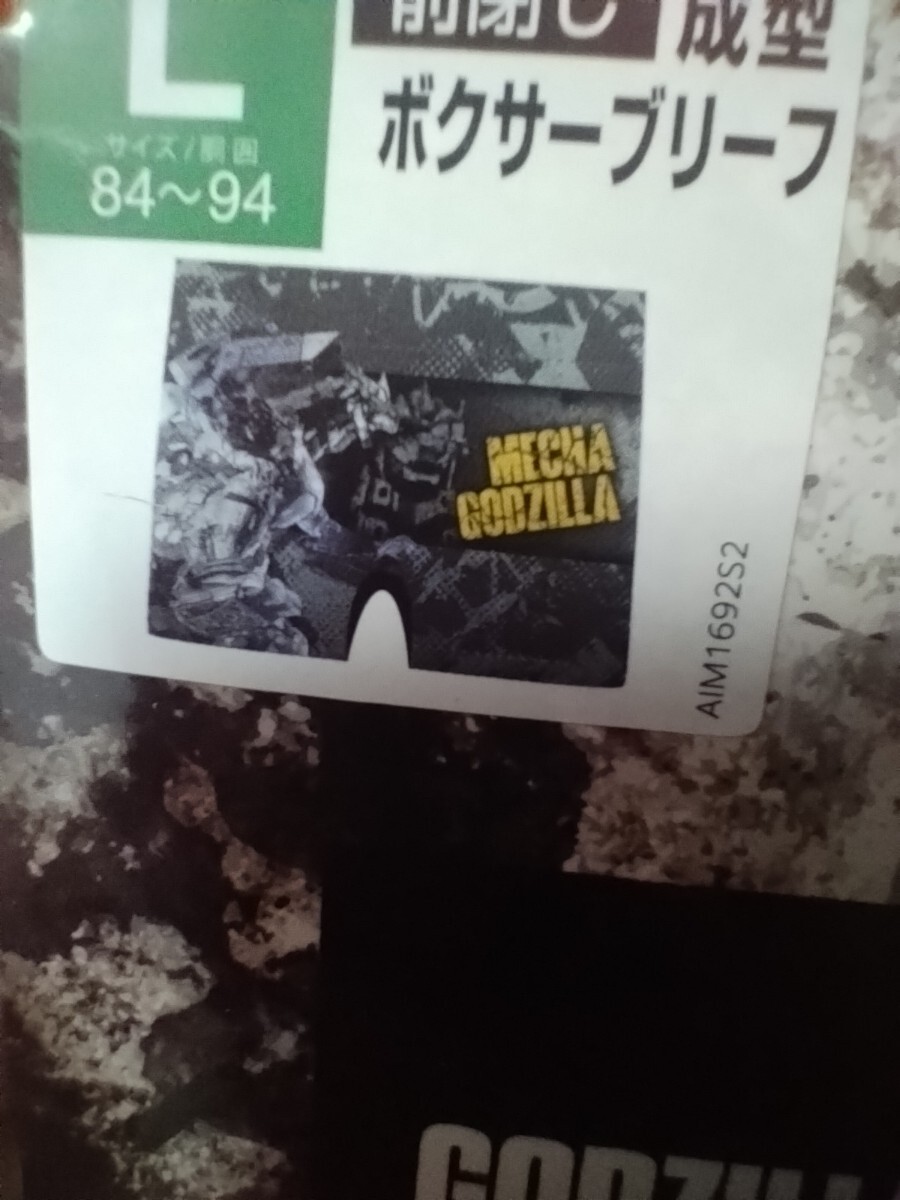 L
サイズ/胴囲
84〜94
前閉じ 成型
ボクサーブリーフ
MECHA
GODZILLA
AIM1692S2
GODZILL